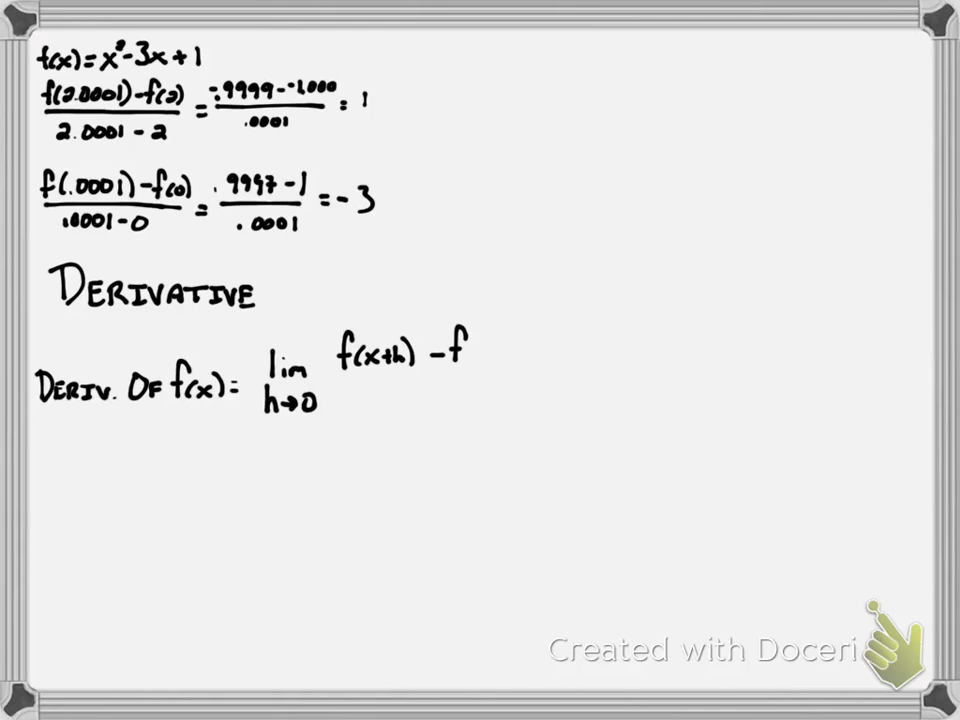 f(x) = x² - 3x + 1
f(2.0001) - f(2) / 2.0001 - 2 = -.9999 - -1.000 / .0001 = 1
f(.0001) - f(0) / .0001 - 0 = .9997 - 1 / .0001 = -3
DERIVATIVE
DERIV. OF f(x) = lim h→0 f(x+h) - f
Created with Doceri